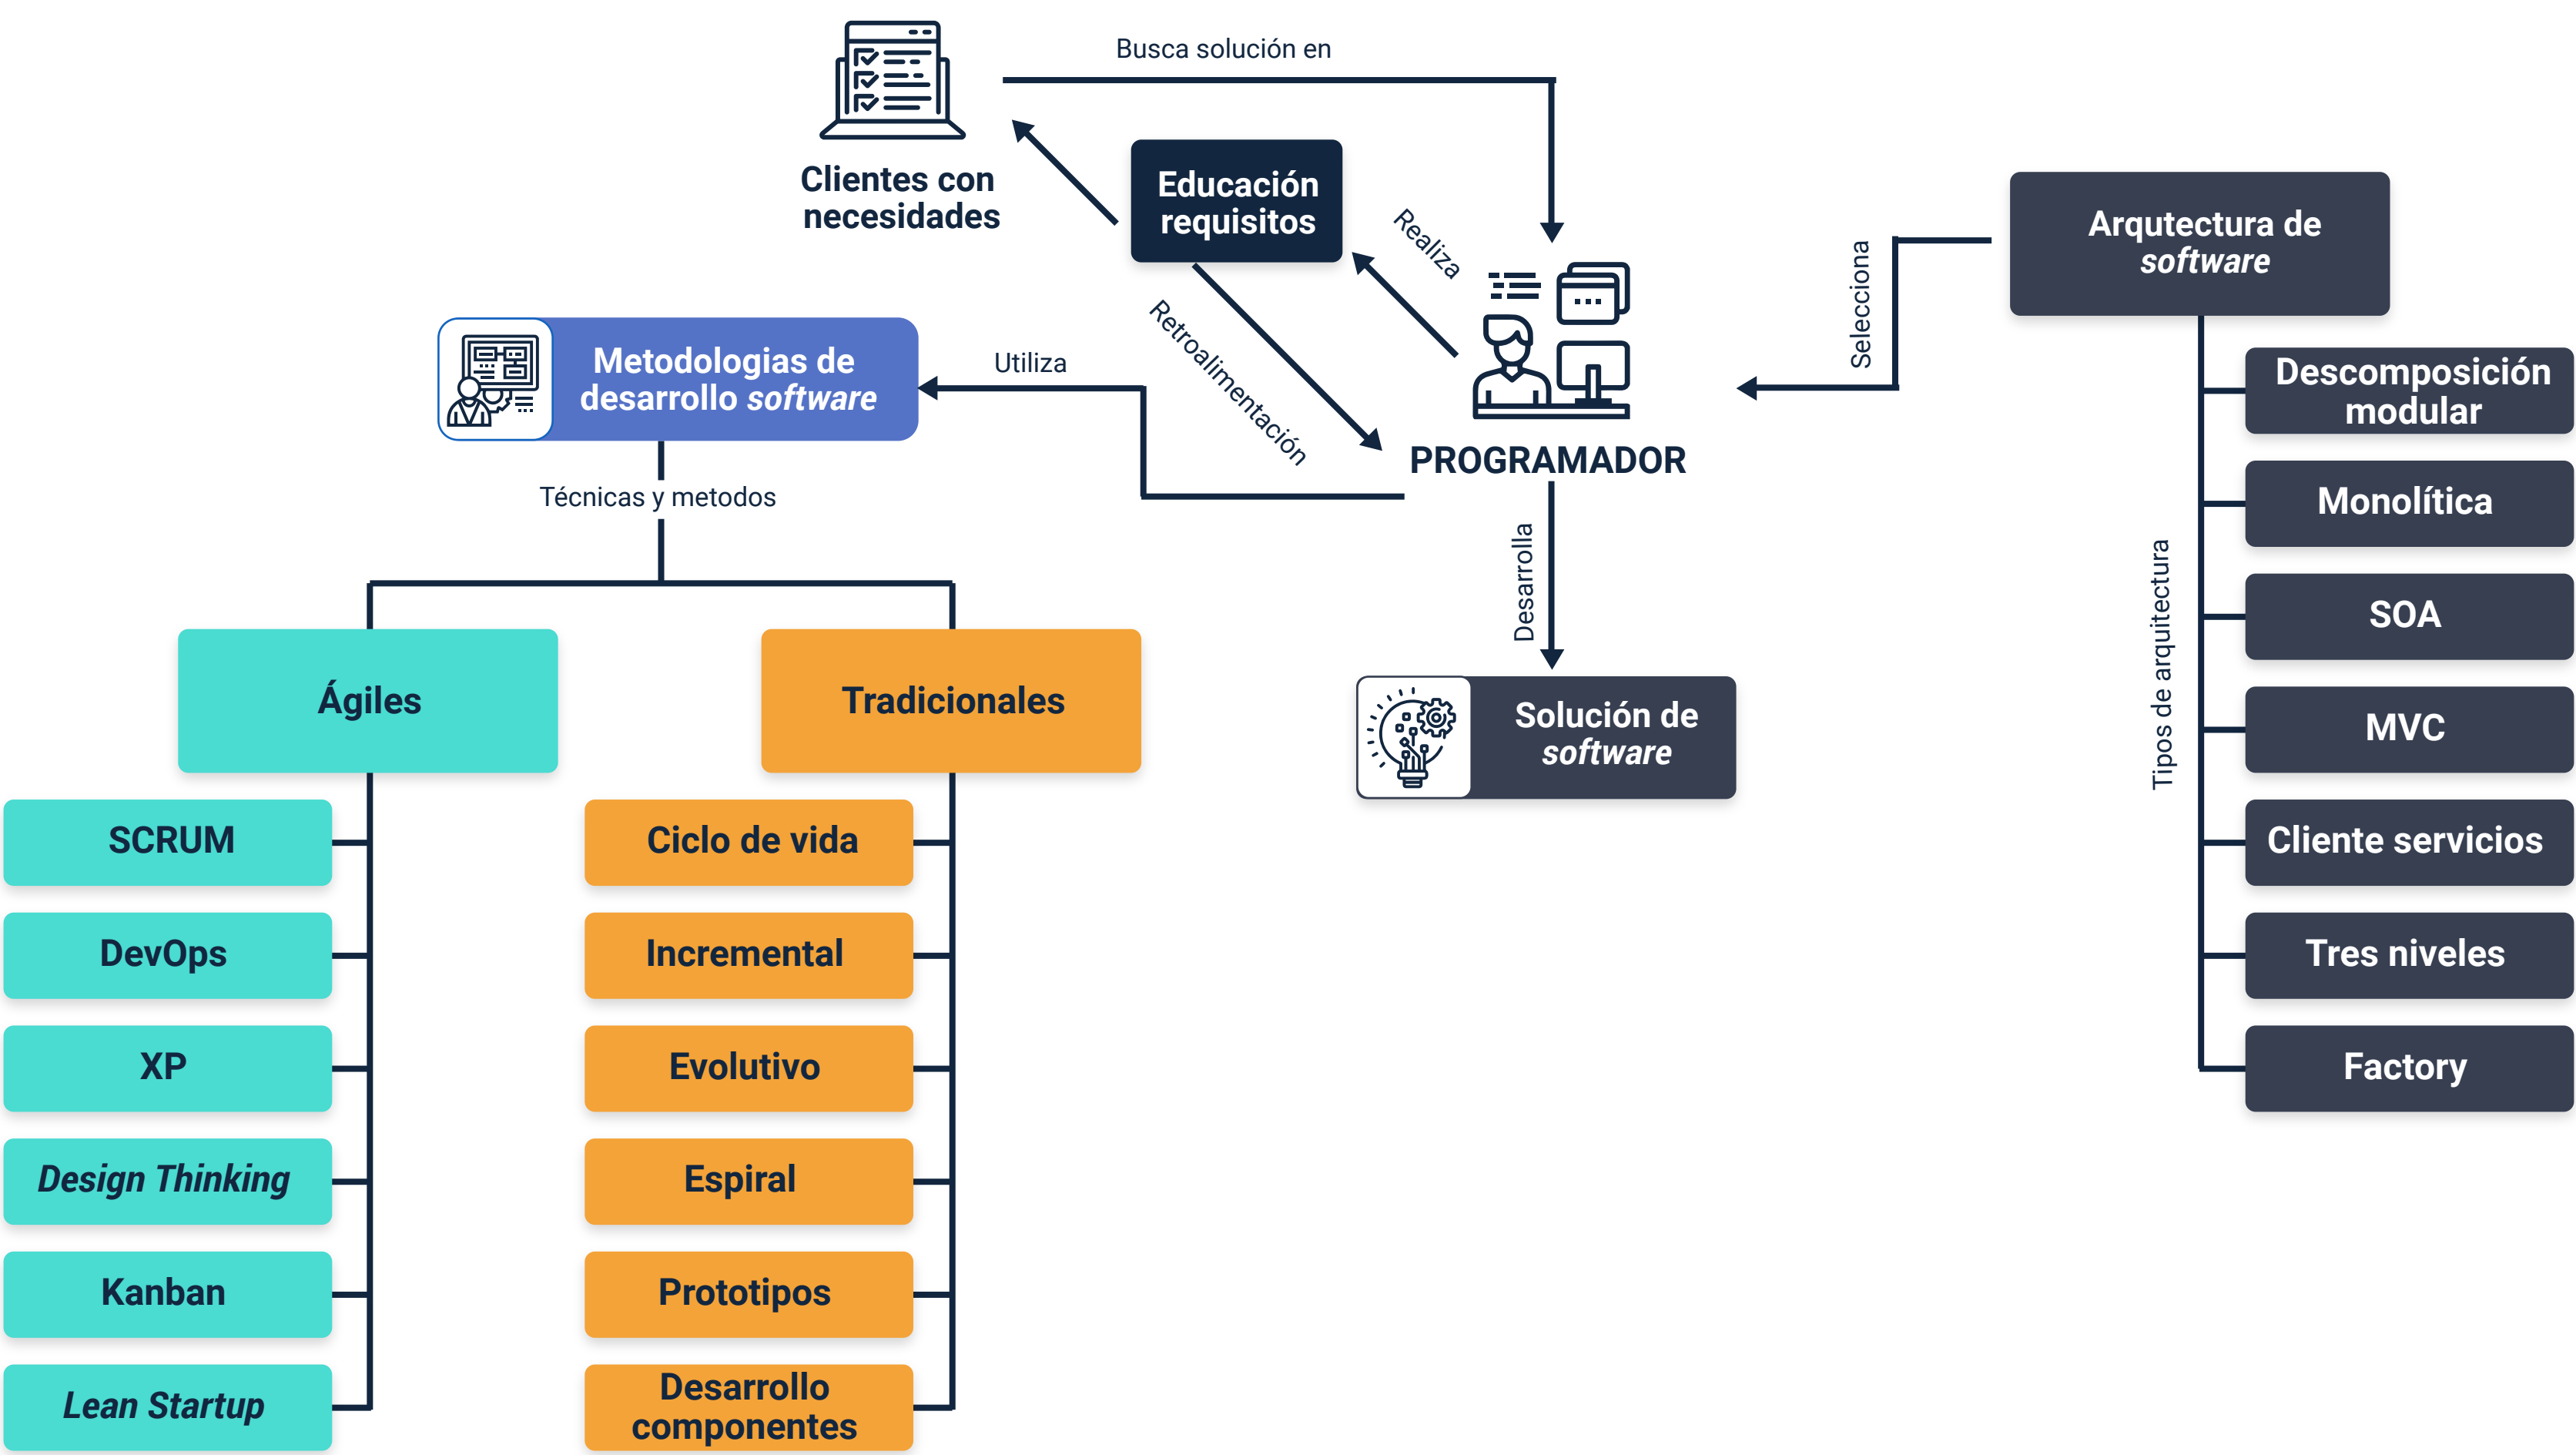 Busca solución en
Clientes con
necesidades
Educación
requisitos
Realiza
Retroalimentación
PROGRAMADOR
Utiliza
Metodologias de
desarrollo software
Técnicas y metodos
Ágiles
SCRUM
DevOps
XP
Design Thinking
Kanban
Lean Startup
Tradicionales
Ciclo de vida
Incremental
Evolutivo
Espiral
Prototipos
Desarrollo
componentes
Desarrolla
Solución de
software
Selecciona
Arqutectura de
software
Tipos de arquitectura
Descomposición
modular
Monolítica
SOA
MVC
Cliente servicios
Tres niveles
Factory